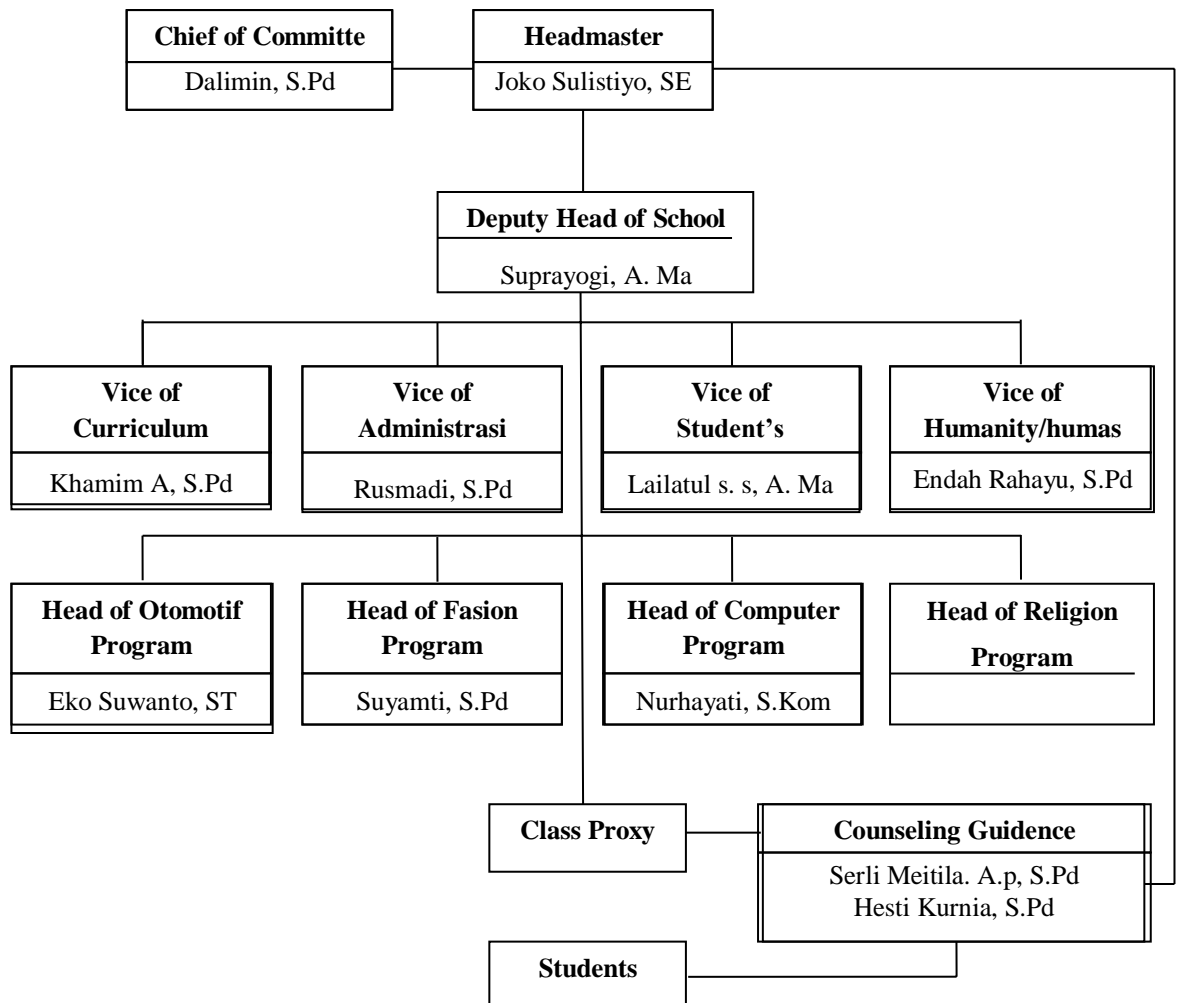 Chief of Committe
Dalimin, S.Pd
Headmaster
Joko Sulistiyo, SE
Deputy Head of School
Suprayogi, A. Ma
Vice of
Curriculum
Khamim A, S.Pd
Vice of
Administrasi
Rusmadi, S.Pd
Vice of
Student’s
Lailatul s. s, A. Ma
Vice of
Humanity/humas
Endah Rahayu, S.Pd
Head of Otomotif
Program
Eko Suwanto, ST
Head of Fasion
Program
Suyamti, S.Pd
Head of Computer
Program
Nurhayati, S.Kom
Head of Religion
Program
Class Proxy
Counseling Guidence
Serli Meitila. A.p, S.Pd
Hesti Kurnia, S.Pd
Students